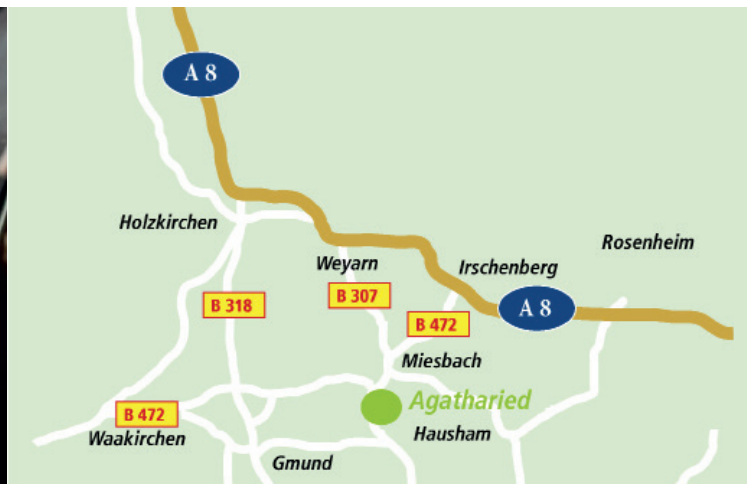 A 8
Holzkirchen
Rosenheim
Weyarn
Irschenberg
B 307
B 318
A 8
B 472
Miesbach
Agatharied
B 472
Hausham
Waakirchen
Gmund